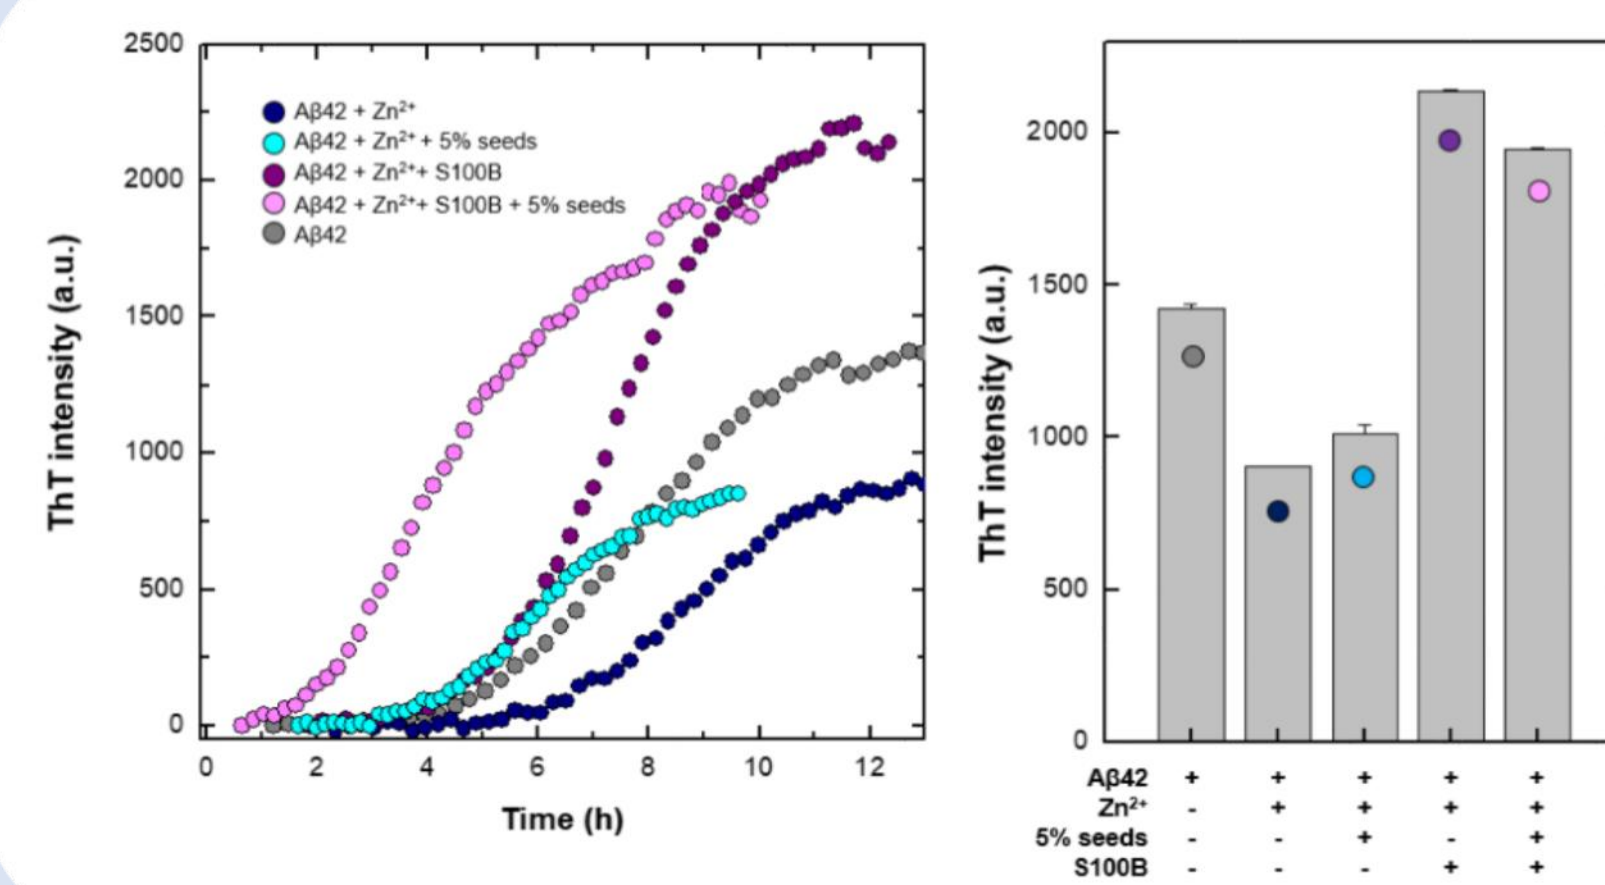 2500
2000
1500
1000
500
0
ThT intensity (a.u.)
Aβ42 + Zn²⁺
Aβ42 + Zn²⁺ + 5% seeds
Aβ42 + Zn²⁺+ S100B
Aβ42 + Zn²⁺+ S100B + 5% seeds
Aβ42
0 2 4 6 8 10 12
Time (h)
2000
1500
1000
500
0
ThT intensity (a.u.)
Aβ42 + + + + +
Zn²⁺ - + + + +
5% seeds - - + - +
S100B - - - + +